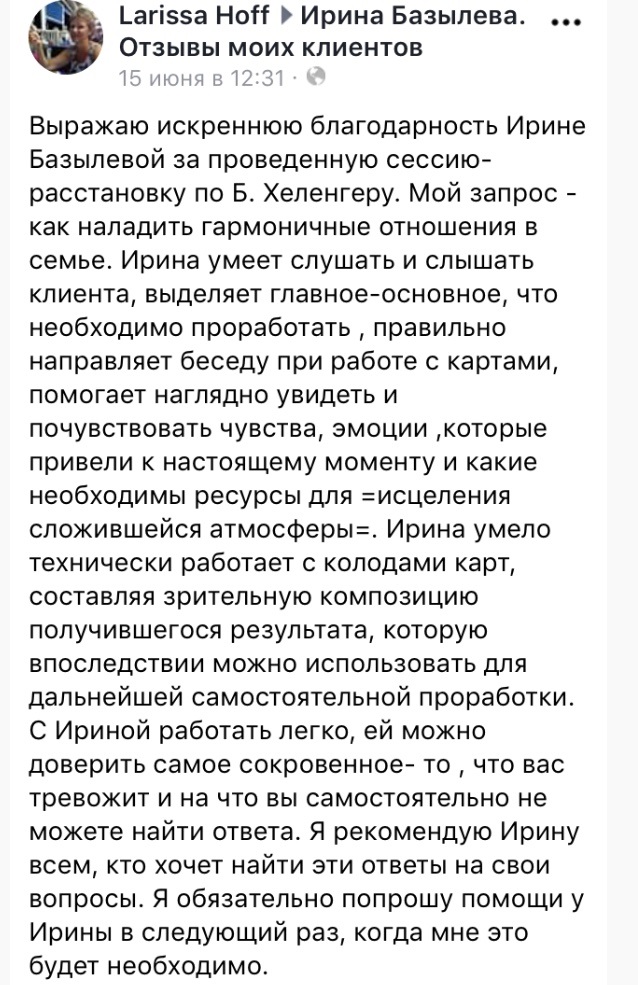 Larissa Hoff ▸ Ирина Базылева.
Отзывы моих клиентов
15 июня в 12:31 ·
Выражаю искреннюю благодарность Ирине
Базылевой за проведенную сессию-
расстановку по Б. Хеленгеру. Мой запрос -
как наладить гармоничные отношения в
семье. Ирина умеет слушать и слышать
клиента, выделяет главное-основное, что
необходимо проработать , правильно
направляет беседу при работе с картами,
помогает наглядно увидеть и
почувствовать чувства, эмоции ,которые
привели к настоящему моменту и какие
необходимы ресурсы для =исцеления
сложившейся атмосферы=. Ирина умело
технически работает с колодами карт,
составляя зрительную композицию
получившегося результата, которую
впоследствии можно использовать для
дальнейшей самостоятельной проработки.
С Ириной работать легко, ей можно
доверить самое сокровенное- то , что вас
тревожит и на что вы самостоятельно не
можете найти ответа. Я рекомендую Ирину
всем, кто хочет найти эти ответы на свои
вопросы. Я обязательно попрошу помощи у
Ирины в следующий раз, когда мне это
будет необходимо.